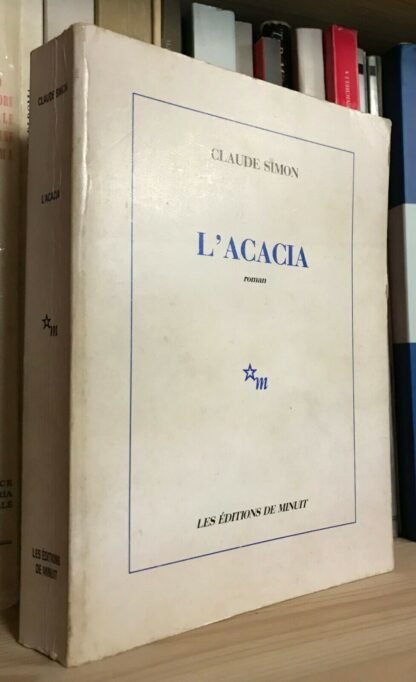 CLAUDE SIMON
L'ACACIA
roman
m
LES ÉDITIONS DE MINUIT
CLAUDE SIMON
L'ACACIA
m
LES ÉDITIONS
DE MINUIT